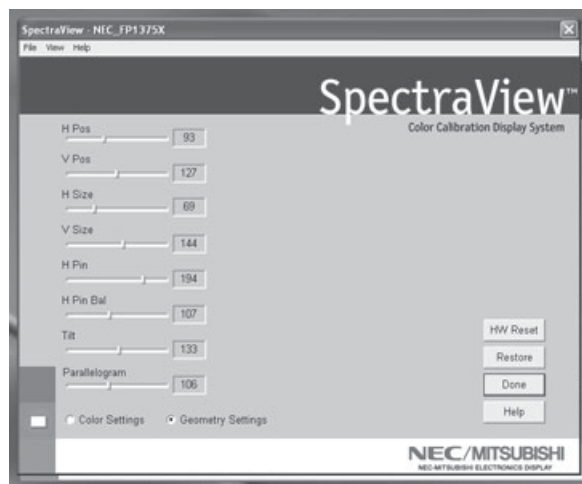 SpectraView - NEC_FP1375X
File View Help
SpectraView™
Color Calibration Display System
H Pos
93
V Pos
127
H Size
69
V Size
144
H Pin
194
H Pin Bal
107
Tilt
133
Parallelogram
106
Color Settings Geometry Settings
HW Reset
Restore
Done
Help
NEC/MITSUBISHI
NEC-MITSUBISHI ELECTRONICS DISPLAY